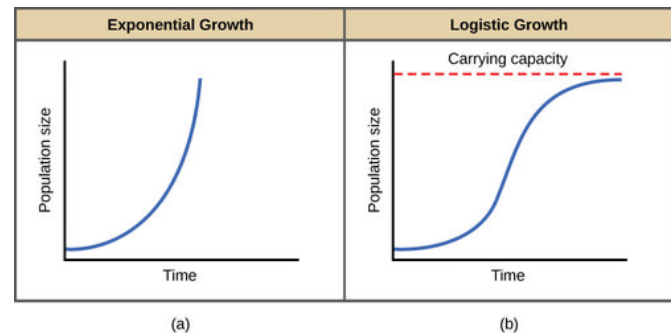 Exponential Growth
Logistic Growth
Population size
Time
Carrying capacity
Population size
Time
(a)
(b)